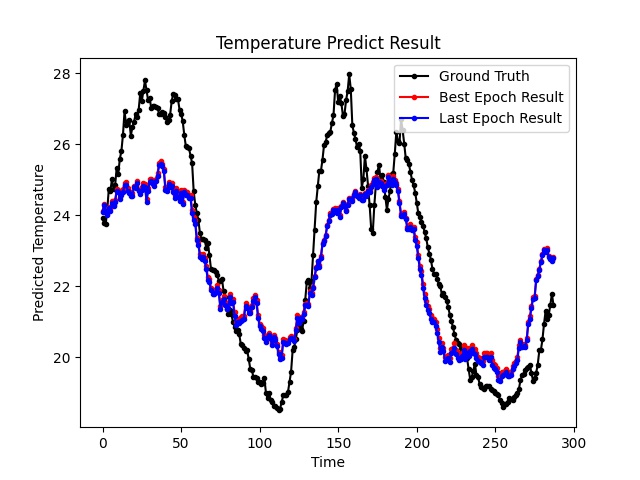 Temperature Predict Result
Ground Truth
Best Epoch Result
Last Epoch Result
Predicted Temperature
28
26
24
22
20
0
50
100
150
200
250
300
Time